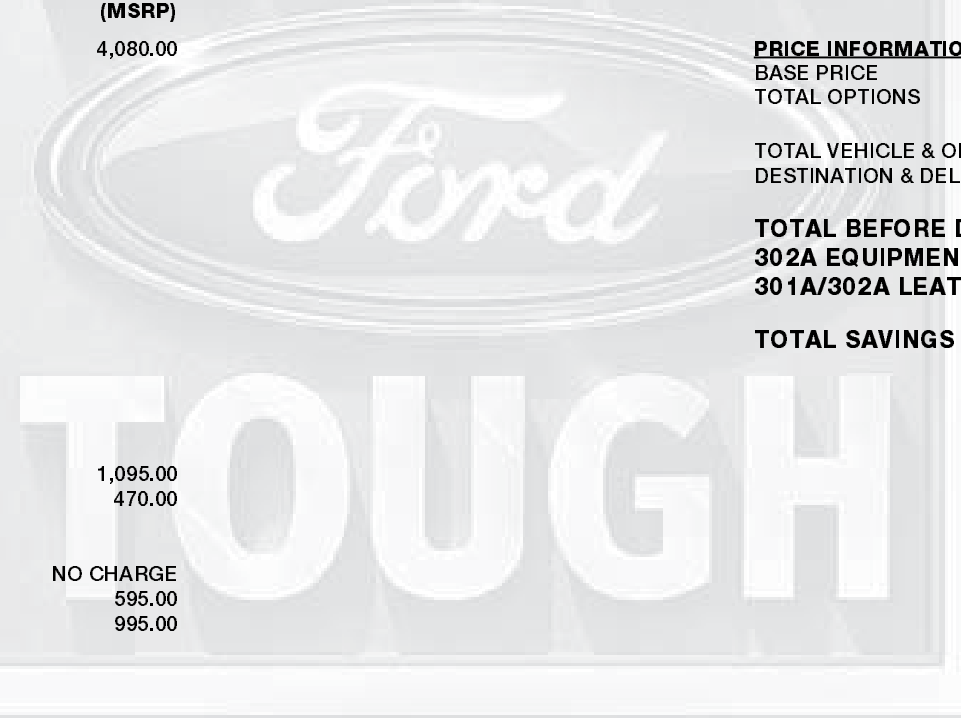 (MSRP)
4,080.00
1,095.00
470.00
NO CHARGE
595.00
995.00
Ford
TOUGH
PRICE INFORMATIO
BASE PRICE
TOTAL OPTIONS
TOTAL VEHICLE & O
DESTINATION & DEL
TOTAL BEFORE D
302A EQUIPMEN
301A/302A LEAT
TOTAL SAVINGS